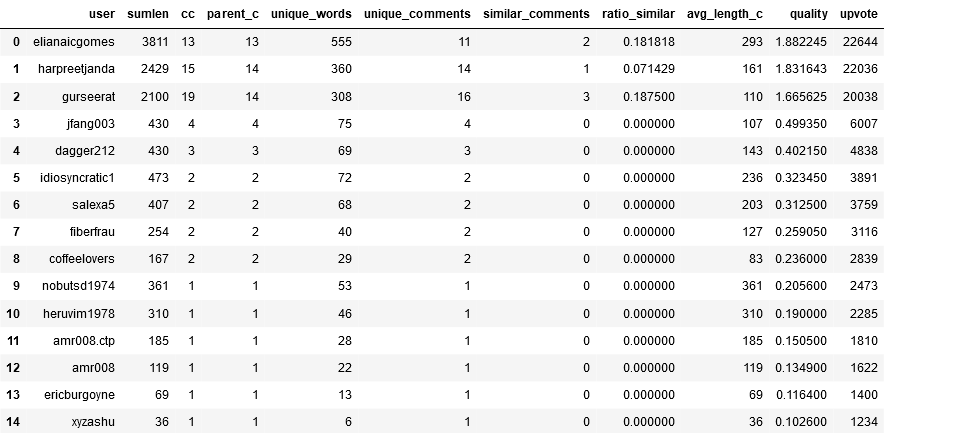 user sumlen cc parent_c unique_words unique_comments similar_comments ratio_similar avg_length_c quality upvote
0 elianaicgomes 3811 13 13 555 11 2 0.181818 293 1.882245 22644
1 harpreetjanda 2429 15 14 360 14 1 0.071429 161 1.831643 22036
2 gurseerat 2100 19 14 308 16 3 0.187500 110 1.665625 20038
3 jfang003 430 4 4 75 4 0 0.000000 107 0.499350 6007
4 dagger212 430 3 3 69 3 0 0.000000 143 0.402150 4838
5 idiosyncratic1 473 2 2 72 2 0 0.000000 236 0.323450 3891
6 salexa5 407 2 2 68 2 0 0.000000 203 0.312500 3759
7 fiberfrau 254 2 2 40 2 0 0.000000 127 0.259050 3116
8 coffeelovers 167 2 2 29 2 0 0.000000 83 0.236000 2839
9 nobutsd1974 361 1 1 53 1 0 0.000000 361 0.205600 2473
10 heruvim1978 310 1 1 46 1 0 0.000000 310 0.190000 2285
11 amr008.ctp 185 1 1 28 1 0 0.000000 185 0.150500 1810
12 amr008 119 1 1 22 1 0 0.000000 119 0.134900 1622
13 ericburgoyne 69 1 1 13 1 0 0.000000 69 0.116400 1400
14 xyzashu 36 1 1 6 1 0 0.000000 36 0.102600 1234